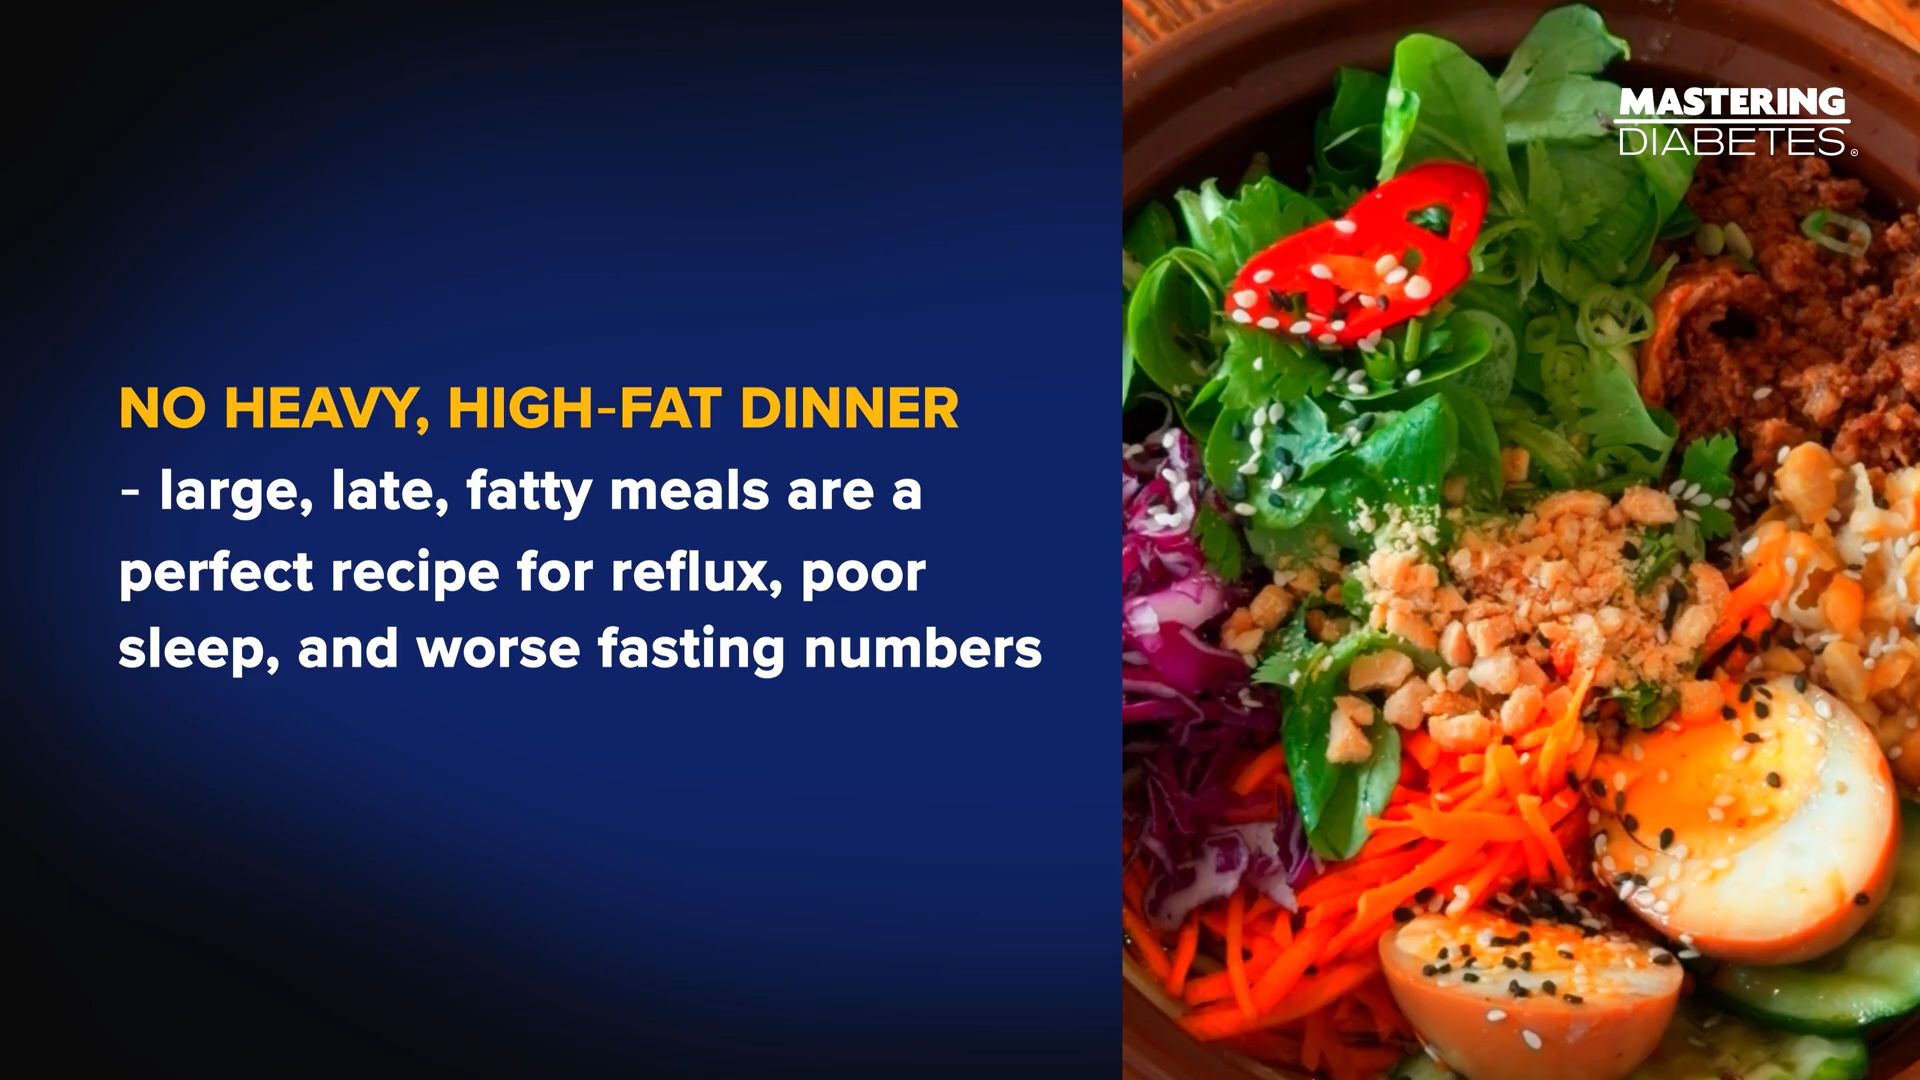 NO HEAVY, HIGH-FAT DINNER
- large, late, fatty meals are a
perfect recipe for reflux, poor
sleep, and worse fasting numbers
MASTERING
DIABETES®